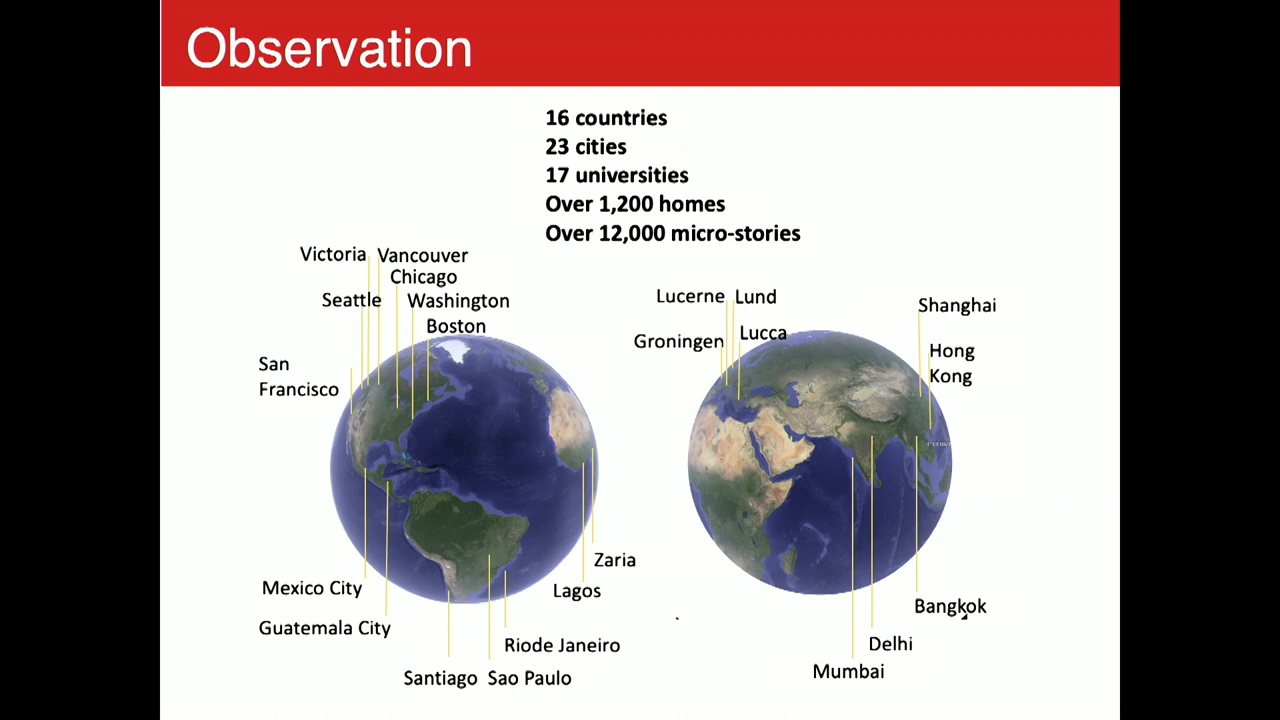 Observation
16 countries
23 cities
17 universities
Over 1,200 homes
Over 12,000 micro-stories
Victoria
Vancouver
Chicago
Seattle
Washington
Boston
San
Francisco
Mexico City
Guatemala City
Santiago
Sao Paulo
Riode Janeiro
Lagos
Zaria
Lucerne
Lund
Groningen
Lucca
Shanghai
Hong
Kong
Bangkok
Delhi
Mumbai